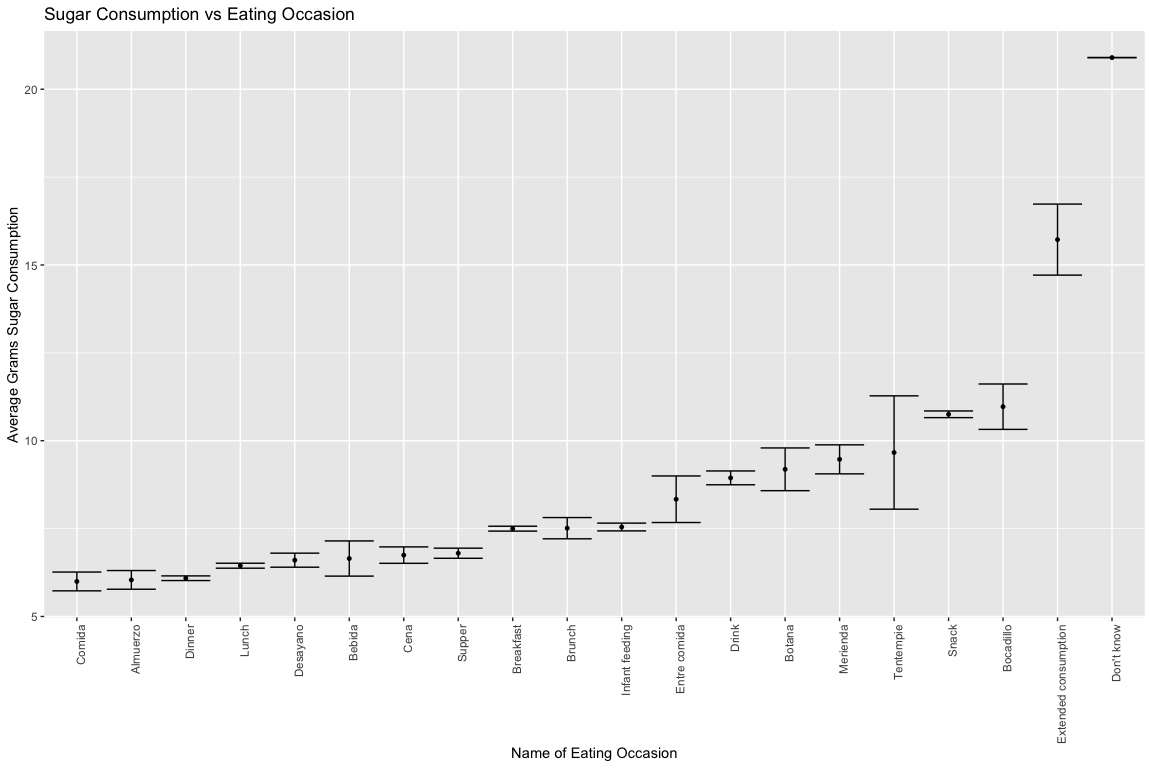 Sugar Consumption vs Eating Occasion
Average Grams Sugar Consumption
20
15
10
5
Comida
Almuerzo
Dinner
Lunch
Desayano
Bebida
Cena
Supper
Breakfast
Brunch
Infant feeding
Entre comida
Drink
Botana
Merienda
Tentempie
Snack
Bocadillo
Extended consumption
Don't know
Name of Eating Occasion